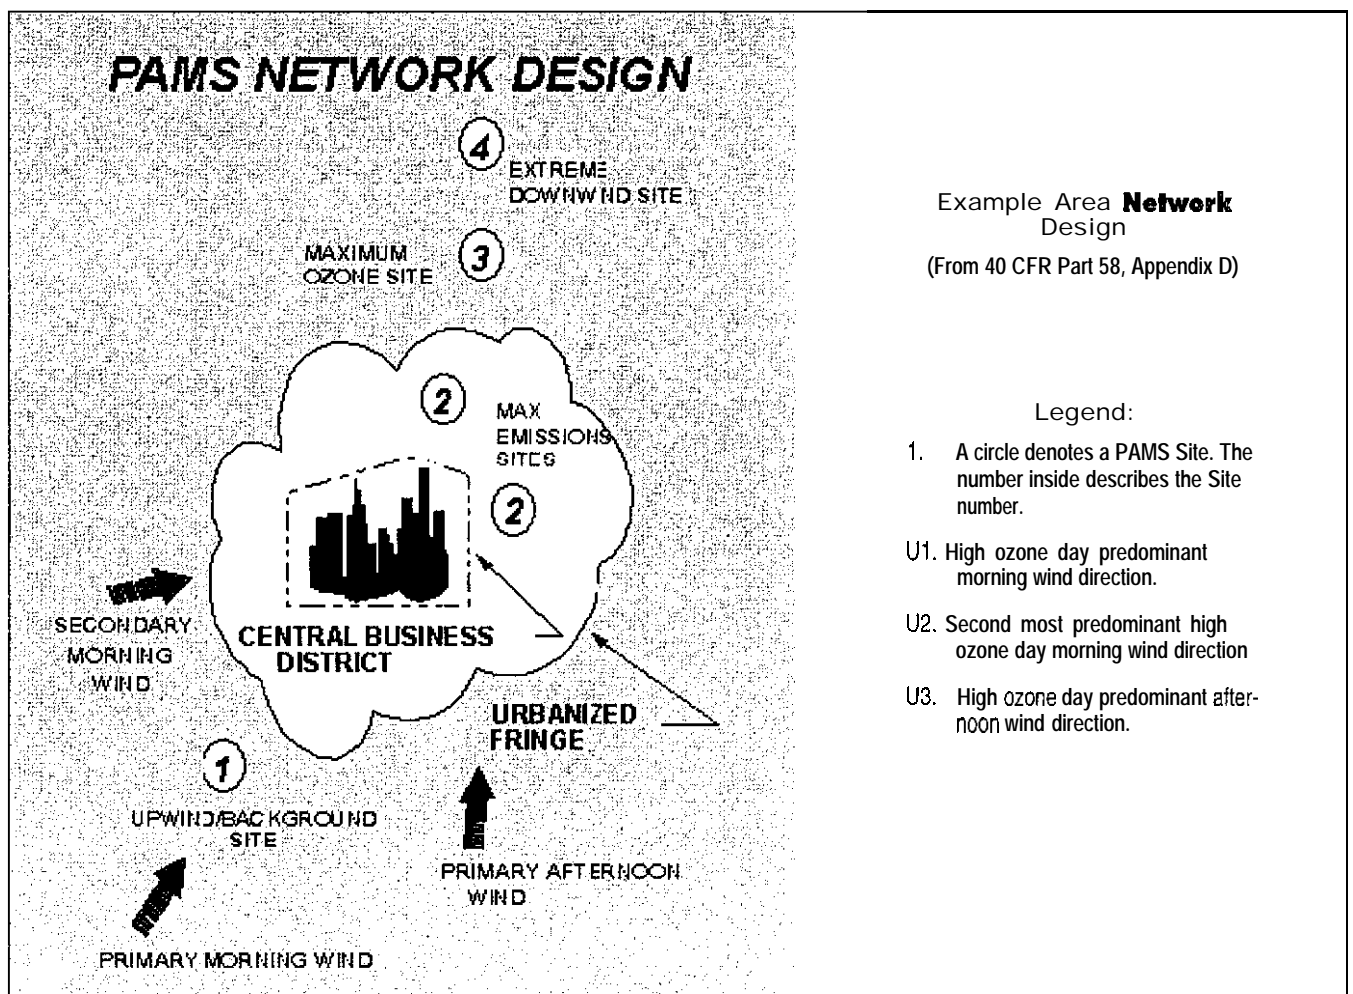 PAMS NETWORK DESIGN
4
EXTREME
DOWNWIND SITE
MAXIMUM
OZONE SITE
3
2
MAX
EMISSIONS
SITES
2
SECONDARY
MORNING
WIND
CENTRAL BUSINESS
DISTRICT
URBANIZED
FRINGE
1
UPWIND/BACKGROUND
SITE
PRIMARY AFTERNOON
WIND
PRIMARY MORNING WIND
Example Area Network
Design
(From 40 CFR Part 58, Appendix D)
Legend:
1. A circle denotes a PAMS Site. The
number inside describes the Site
number.
U1. High ozone day predominant
morning wind direction.
U2. Second most predominant high
ozone day morning wind direction
U3. High ozone day predominant after-
noon wind direction.